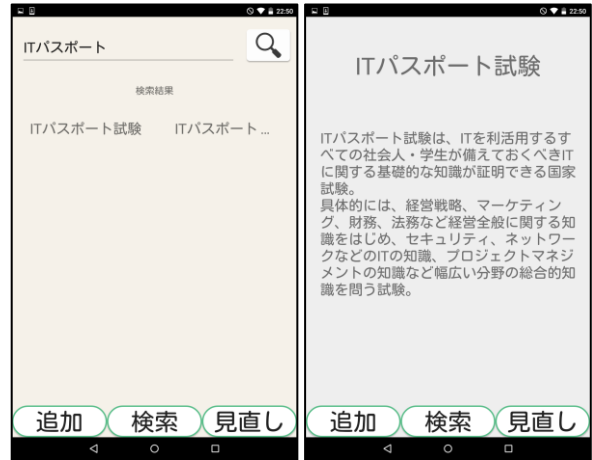 22:50
ITパスポート
検索結果
ITパスポート試験 ITパスポート...
追加 検索 見直し
22:50
ITパスポート試験
ITパスポート試験は、ITを利活用するす
べての社会人・学生が備えておくべきIT
に関する基礎的な知識が証明できる国家
試験。
具体的には、経営戦略、マーケティン
グ、財務、法務など経営全般に関する知
識をはじめ、セキュリティ、ネットワー
クなどのITの知識、プロジェクトマネジ
メントの知識など幅広い分野の総合的知
識を問う試験。
追加 検索 見直し